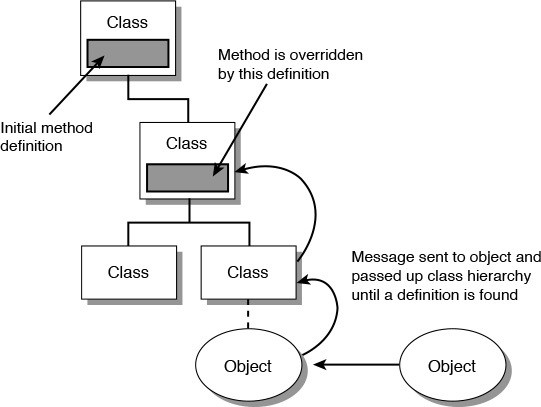 Class
Method is overridden
by this definition
Initial method
definition
Class
Class
Class
Message sent to object and
passed up class hierarchy
until a definition is found
Object
Object